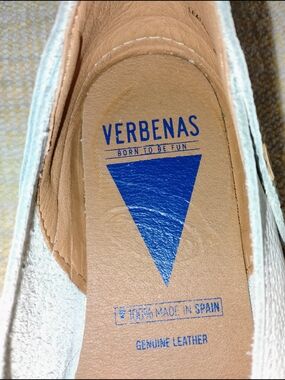 VERBENAS
BORN TO BE FUN
100% MADE IN SPAIN
GENUINE LEATHER